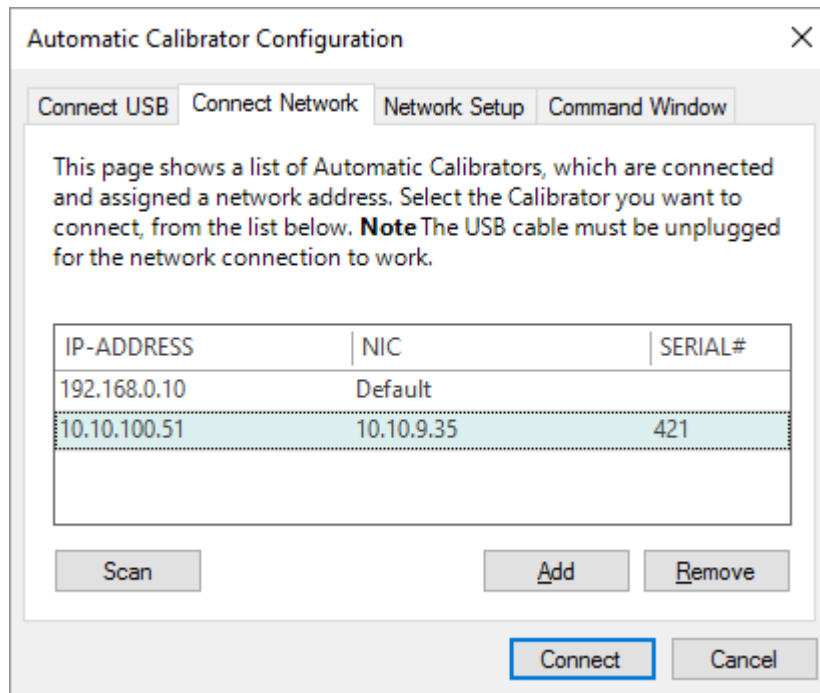 Automatic Calibrator Configuration
Connect USB Connect Network Network Setup Command Window
This page shows a list of Automatic Calibrators, which are connected
and assigned a network address. Select the Calibrator you want to
connect, from the list below. Note The USB cable must be unplugged
for the network connection to work.
IP-ADDRESS NIC SERIAL#
192.168.0.10 Default
10.10.100.51 10.10.9.35 421
Scan Add Remove
Connect Cancel